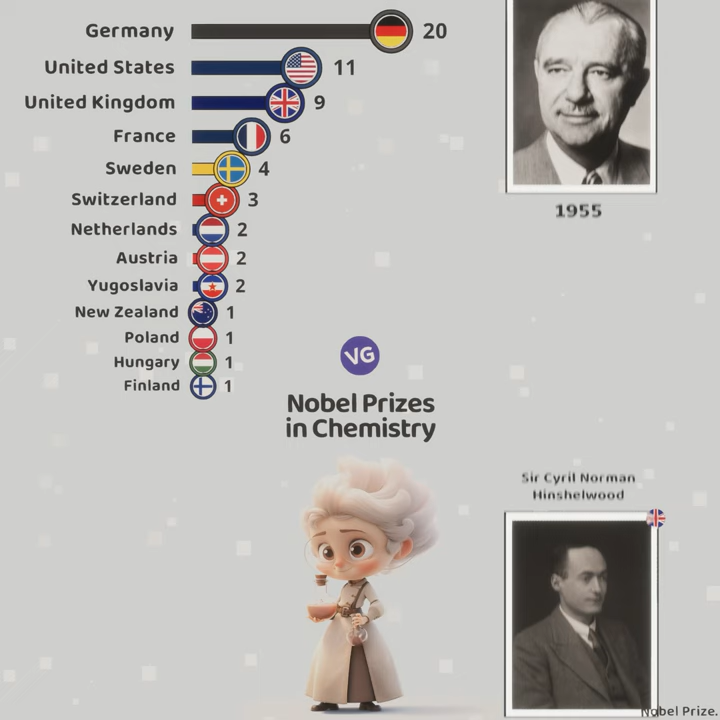 Germany 20
United States 11
United Kingdom 9
France 6
Sweden 4
Switzerland 3
Netherlands 2
Austria 2
Yugoslavia 2
New Zealand 1
Poland 1
Hungary 1
Finland 1
1955
VG
Nobel Prizes
in Chemistry
Sir Cyril Norman
Hinshelwood
Nobel Prize.